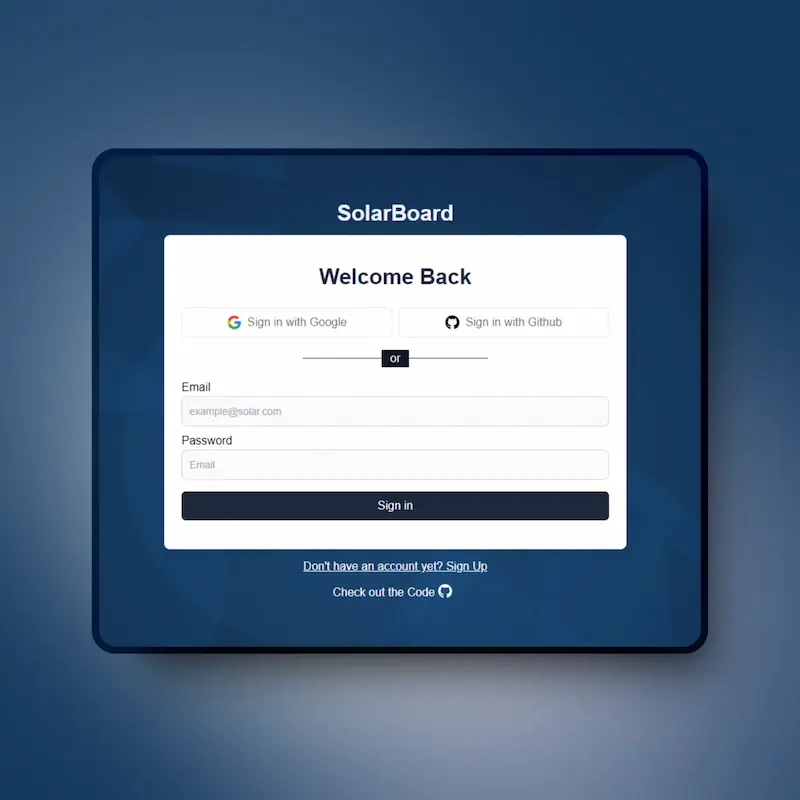 SolarBoard
Welcome Back
Sign in with Google
Sign in with Github
or
Email
example@solar.com
Password
Email
Sign in
Don't have an account yet? Sign Up
Check out the Code